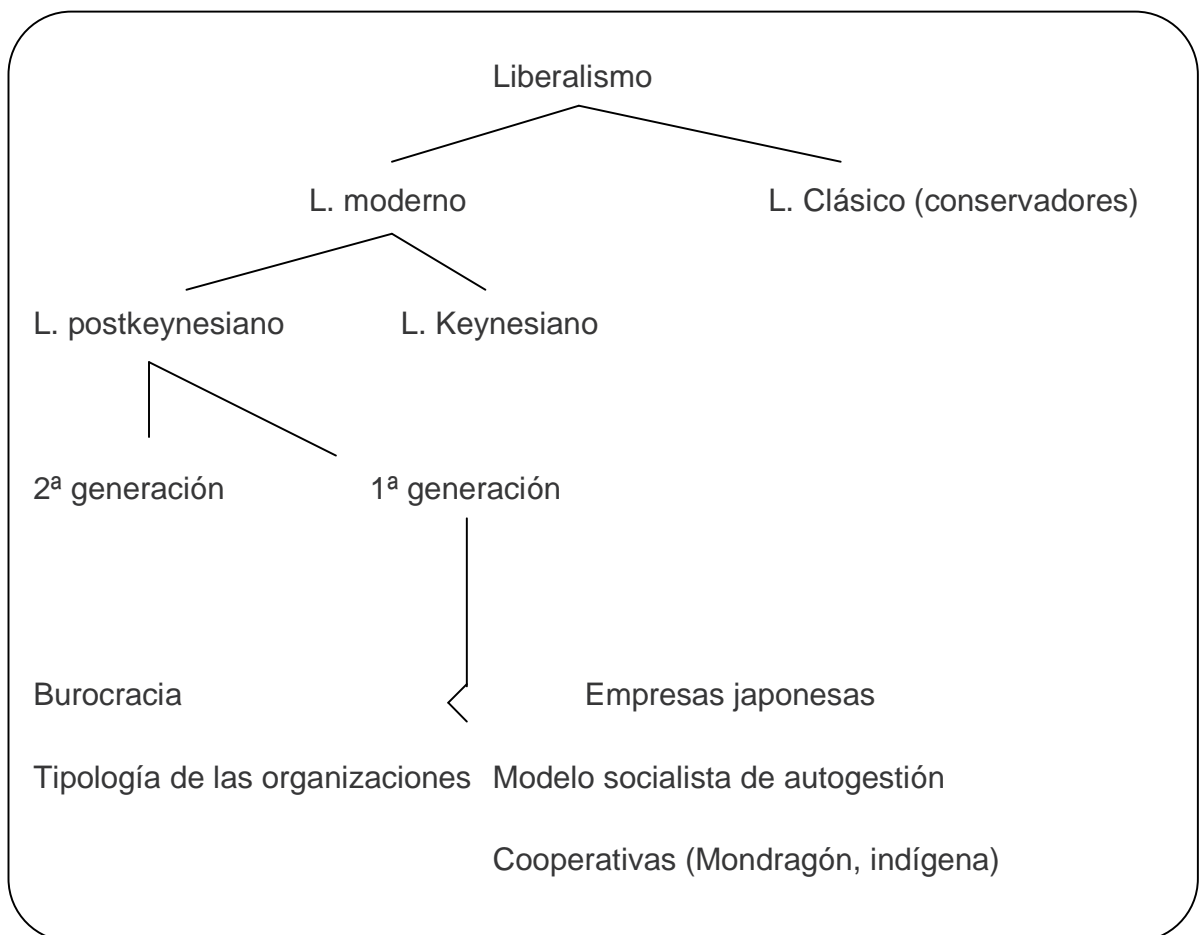 Liberalismo
L. moderno L. Clásico (conservadores)
L. postkeynesiano L. Keynesiano
2ª generación 1ª generación
Burocracia Empresas japonesas
Tipología de las organizaciones Modelo socialista de autogestión
Cooperativas (Mondragón, indígena)